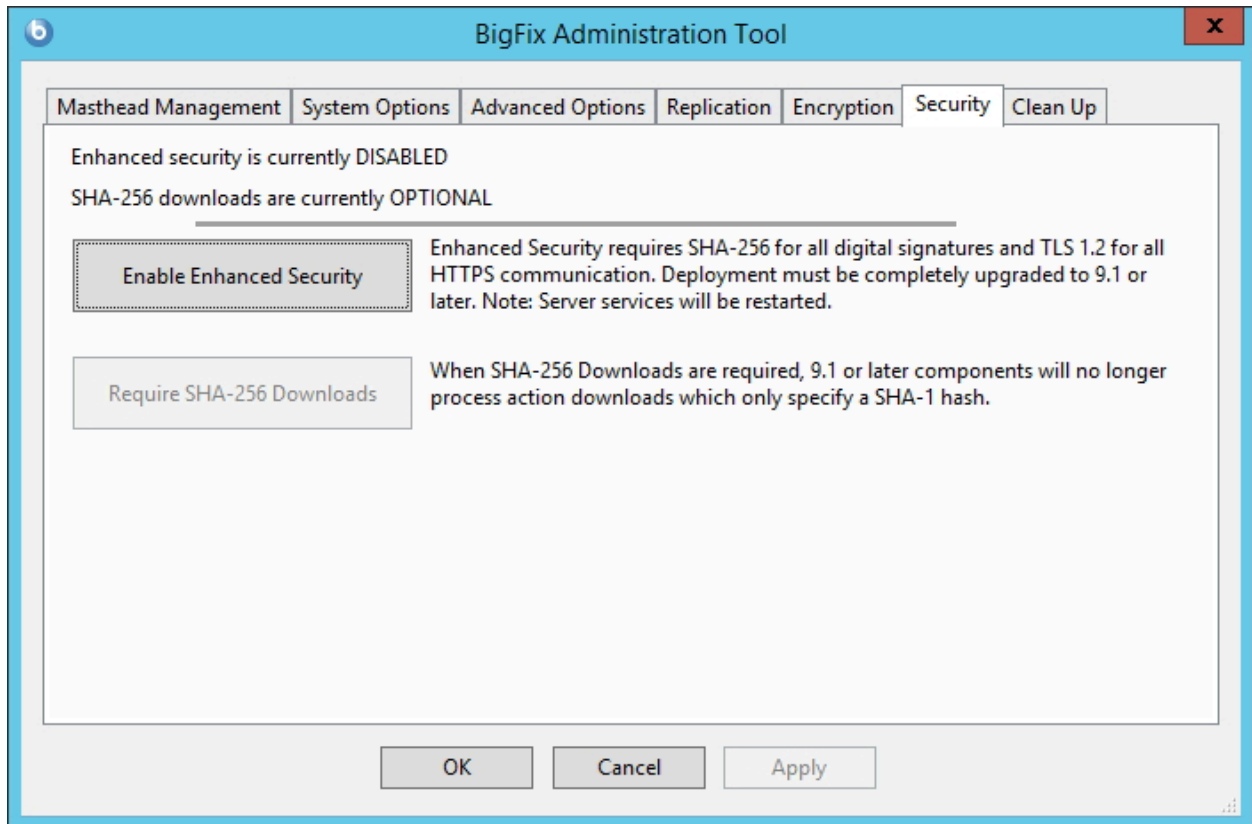 BigFix Administration Tool
x
Masthead Management System Options Advanced Options Replication Encryption Security Clean Up
Enhanced security is currently DISABLED
SHA-256 downloads are currently OPTIONAL
Enable Enhanced Security
Enhanced Security requires SHA-256 for all digital signatures and TLS 1.2 for all
HTTPS communication. Deployment must be completely upgraded to 9.1 or
later. Note: Server services will be restarted.
Require SHA-256 Downloads
When SHA-256 Downloads are required, 9.1 or later components will no longer
process action downloads which only specify a SHA-1 hash.
OK Cancel Apply